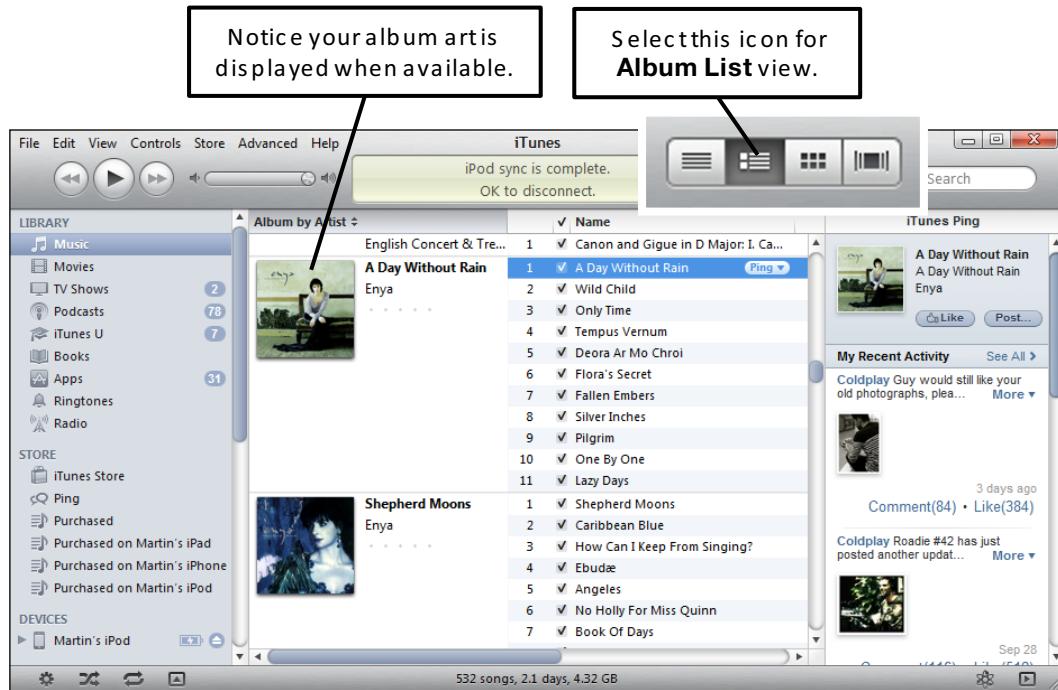 Notice your album art is
displayed when available.
Select this icon for
Album List view.
File Edit View Controls Store Advanced Help
iTunes
iPod sync is complete.
OK to disconnect.
Search
LIBRARY
Music
Movies
TV Shows 2
Podcasts 78
iTunes U 7
Books
Apps 31
Ringtones
Radio
STORE
iTunes Store
Ping
Purchased
Purchased on Martin's iPad
Purchased on Martin's iPhone
Purchased on Martin's iPod
DEVICES
Martin's iPod
Album by Artist
✓ Name
English Concert & Tre... 1 ✓ Canon and Gigue in D Major: I. Ca...
A Day Without Rain
Enya
1 ✓ A Day Without Rain Ping
2 ✓ Wild Child
3 ✓ Only Time
4 ✓ Tempus Vernum
5 ✓ Deora Ar Mo Chroi
6 ✓ Flora's Secret
7 ✓ Fallen Embers
8 ✓ Silver Inches
9 ✓ Pilgrim
10 ✓ One By One
11 ✓ Lazy Days
Shepherd Moons
Enya
1 ✓ Shepherd Moons
2 ✓ Caribbean Blue
3 ✓ How Can I Keep From Singing?
4 ✓ Ebudæ
5 ✓ Angeles
6 ✓ No Holly For Miss Quinn
7 ✓ Book Of Days
iTunes Ping
enya
A Day Without Rain
A Day Without Rain
Enya
Like Post...
My Recent Activity See All
Coldplay Guy would still like your
old photographs, plea... More
3 days ago
Comment(84) • Like(384)
Coldplay Roadie #42 has just
posted another updat... More
Sep 28
532 songs, 2.1 days, 4.32 GB